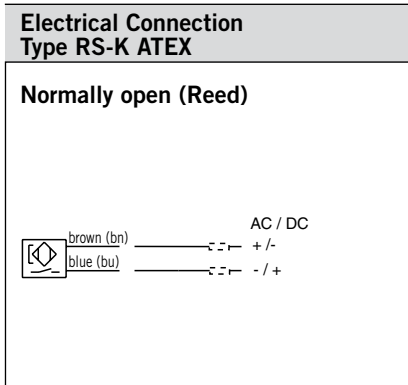 Electrical Connection
Type RS-K ATEX
Normally open (Reed)
AC / DC
brown (bn)
+ /-
blue (bu)
- / +